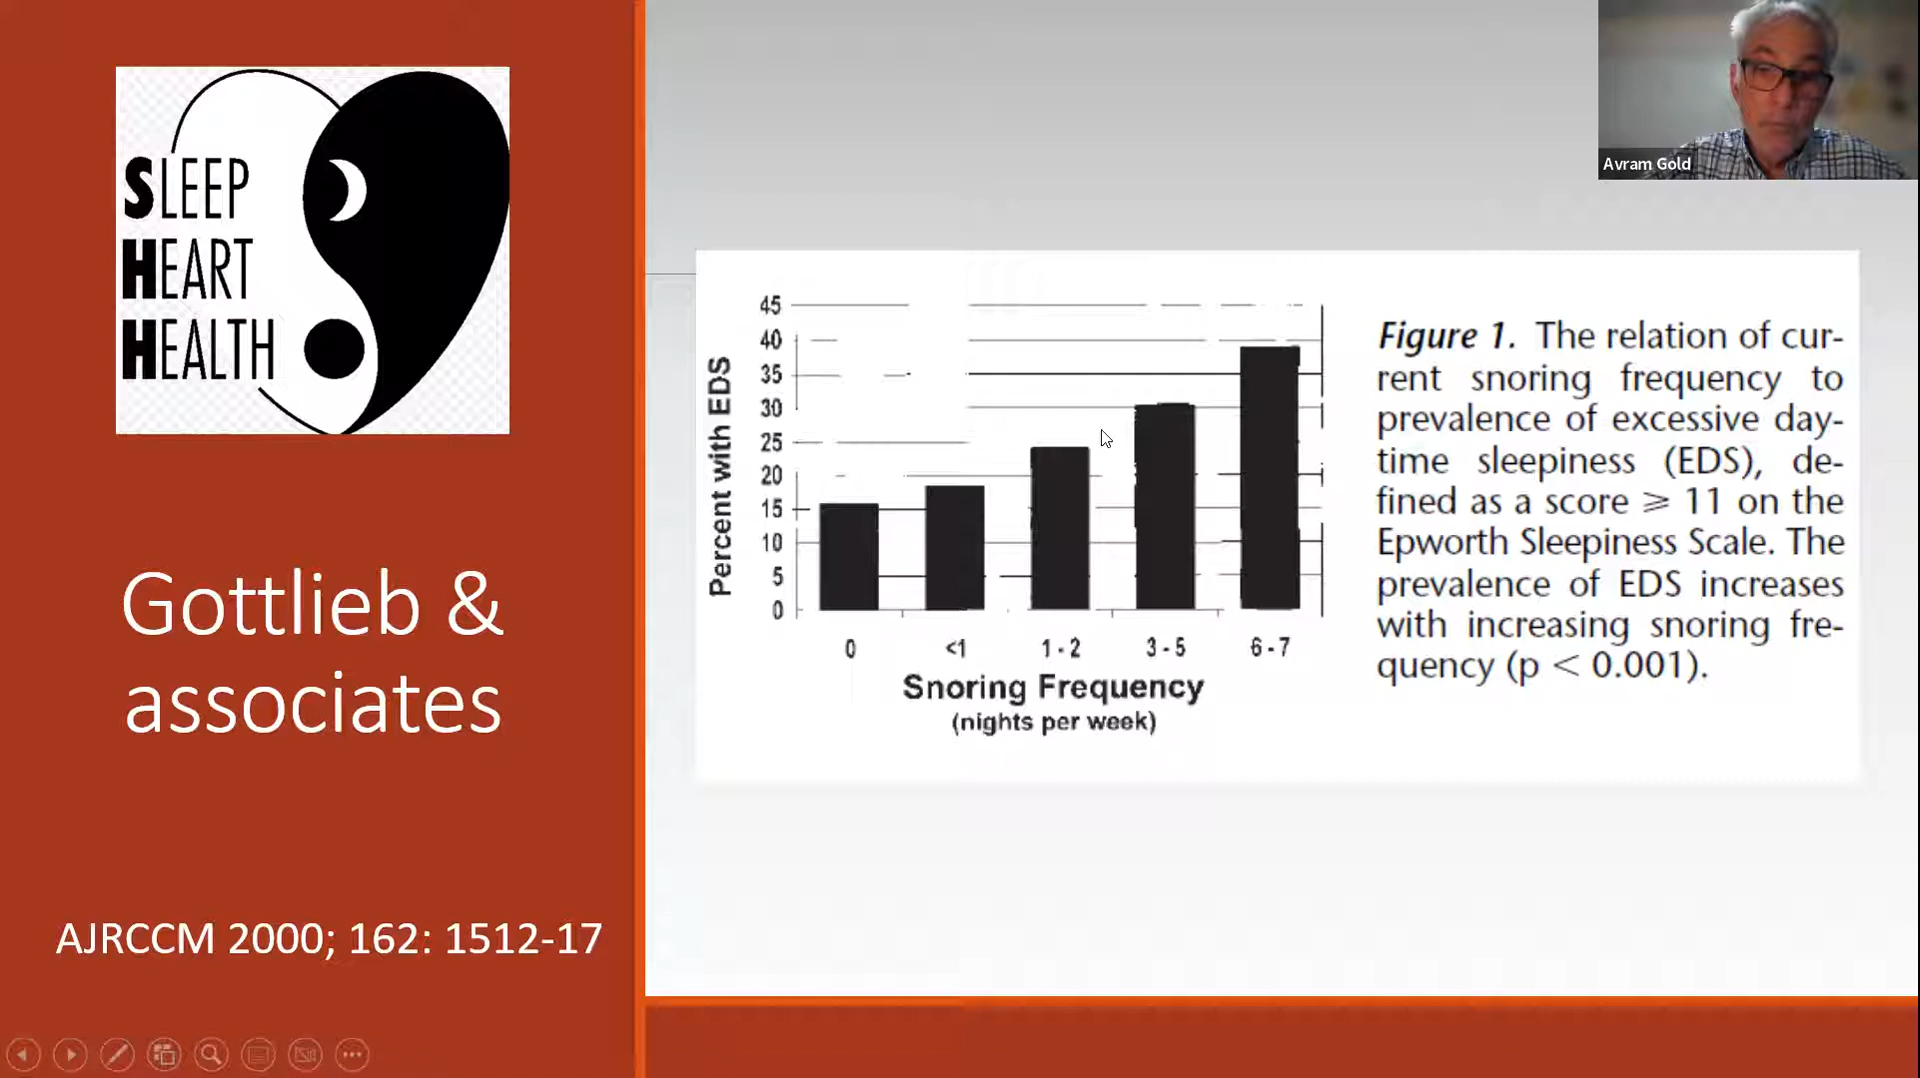 SLEEP
HEART
HEALTH
Gottlieb &
associates
AJRCCM 2000; 162: 1512-17
Avram Gold
45
40
35
30
25
20
15
10
5
0
Percent with EDS
0 <1 1 - 2 3 - 5 6 - 7
Snoring Frequency
(nights per week)
Figure 1. The relation of cur-
rent snoring frequency to
prevalence of excessive day-
time sleepiness (EDS), de-
fined as a score ⩾ 11 on the
Epworth Sleepiness Scale. The
prevalence of EDS increases
with increasing snoring fre-
quency (p < 0.001).